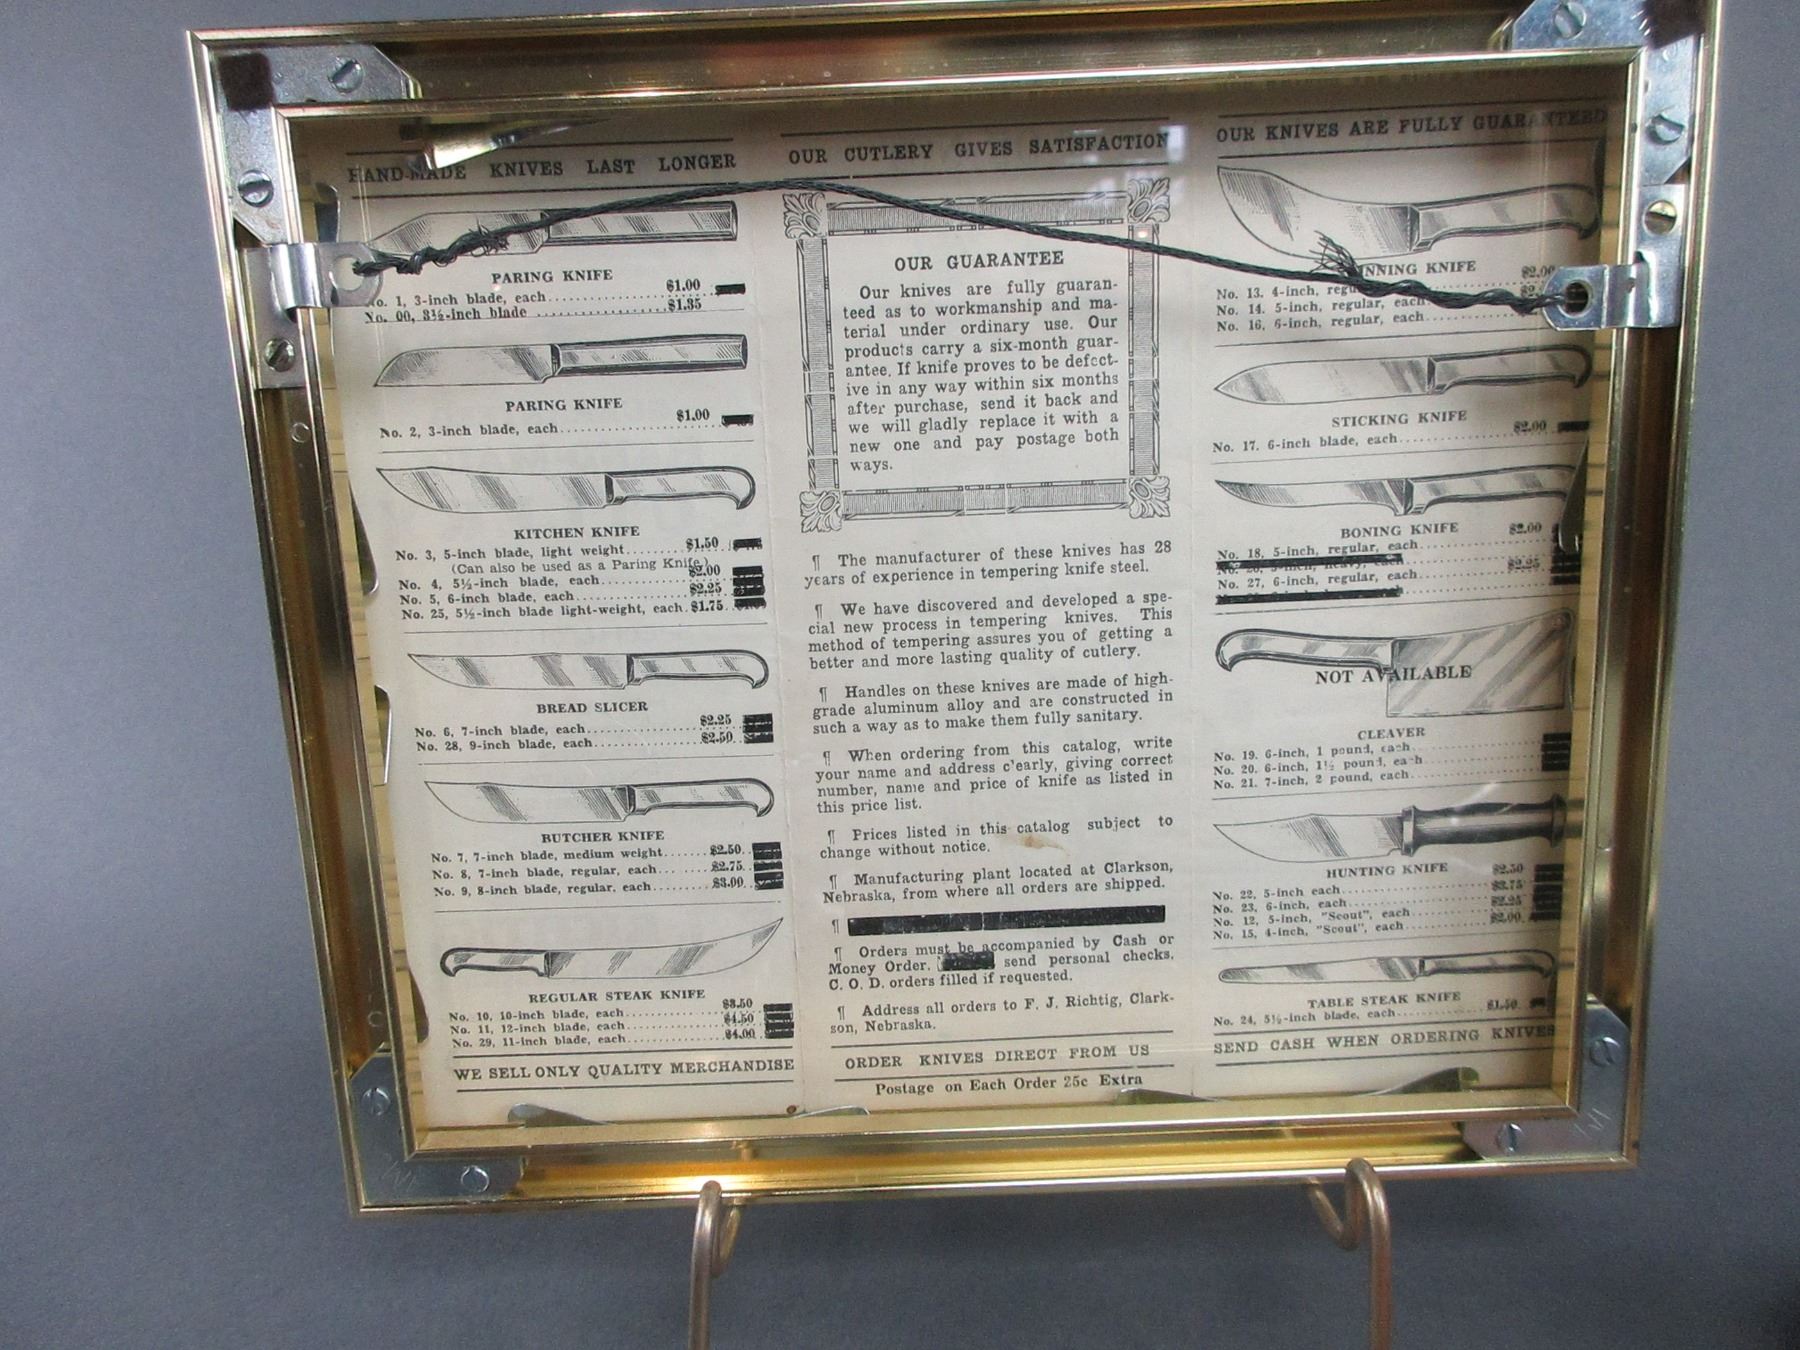 HAND-MADE KNIVES LAST LONGER
PARING KNIFE
No. 1, 3-inch blade, each $1.00
No. 00, 3½-inch blade $1.35
PARING KNIFE
No. 2, 3-inch blade, each $1.00
KITCHEN KNIFE
No. 3, 5-inch blade, light weight $1.50
(Can also be used as a Paring Knife)
No. 4, 5½-inch blade, each $2.00
No. 5, 6-inch blade, each $2.25
No. 25, 5½-inch blade light-weight, each $1.75
BREAD SLICER
No. 6, 7-inch blade, each $2.25
No. 28, 9-inch blade, each $2.50
BUTCHER KNIFE
No. 7, 7-inch blade, medium weight $2.50
No. 8, 7-inch blade, regular, each $2.75
No. 9, 8-inch blade, regular, each $3.00
REGULAR STEAK KNIFE
No. 10, 10-inch blade, each $3.50
No. 11, 12-inch blade, each $4.50
No. 29, 11-inch blade, each $4.00
WE SELL ONLY QUALITY MERCHANDISE
OUR CUTLERY GIVES SATISFACTION
OUR GUARANTEE
Our knives are fully guaran-
teed as to workmanship and ma-
terial under ordinary use. Our
products carry a six-month guar-
antee. If knife proves to be defect-
ive in any way within six months
after purchase, send it back and
we will gladly replace it with a
new one and pay postage both
ways.
¶ The manufacturer of these knives has 28
years of experience in tempering knife steel.
¶ We have discovered and developed a spe-
cial new process in tempering knives. This
method of tempering assures you of getting a
better and more lasting quality of cutlery.
¶ Handles on these knives are made of high-
grade aluminum alloy and are constructed in
such a way as to make them fully sanitary.
¶ When ordering from this catalog, write
your name and address c'early, giving correct
number, name and price of knife as listed in
this price list.
¶ Prices listed in this catalog subject to
change without notice.
¶ Manufacturing plant located at Clarkson,
Nebraska, from where all orders are shipped.
¶
¶ Orders must be accompanied by Cash or
Money Order. send personal checks.
C. O. D. orders filled if requested.
¶ Address all orders to F. J. Richtig, Clark-
son, Nebraska.
ORDER KNIVES DIRECT FROM US
Postage on Each Order 25c Extra
OUR KNIVES ARE FULLY GUARANTEED
KNIFE $2.00
No. 13. 4-inch,
No. 14. 5-inch, regular, each
No. 16, 6-inch, regular, each
STICKING KNIFE
No. 17. 6-inch blade, each $2.00
BONING KNIFE
No. 18, 5-inch, regular, each $2.00
No. 27, 6-inch, regular, each $2.25
NOT AVAILABLE
CLEAVER
No. 19. 6-inch, 1 pound, each
No. 20. 6-inch, 1½ pound, each
No. 21. 7-inch, 2 pound, each
HUNTING KNIFE
No. 22, 5-inch each $2.50
No. 23, 6-inch, each
No. 12, 5-inch, "Scout", each $2.25
No. 15, 4-inch, "Scout", each $2.00
TABLE STEAK KNIFE
No. 24, 5½-inch blade, each $1.50
SEND CASH WHEN ORDERING KNIVES